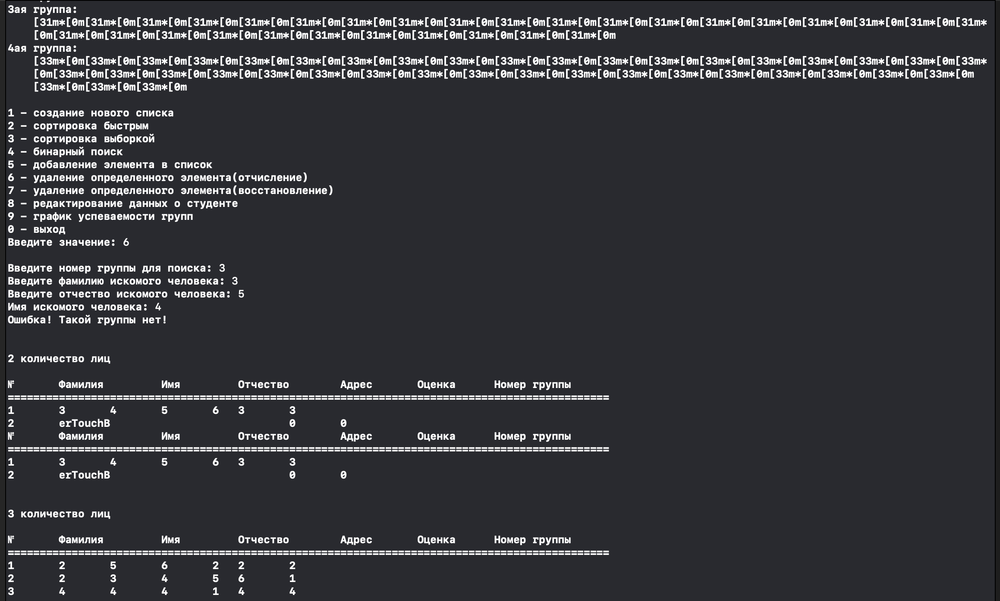 3ая группа:
[31m*[0m[31m*[0m[31m*[0m[31m*[0m[31m*[0m[31m*[0m[31m*[0m[31m*[0m[31m*[0m[31m*[0m[31m*[0m[31m*[0m[31m*[0m[31m*[0m[31m*[0m[31m*[0m[31m*[0m[31m*[0m[31m*
[0m[31m*[0m[31m*[0m[31m*[0m[31m*[0m[31m*[0m[31m*[0m[31m*[0m[31m*[0m[31m*[0m[31m*[0m[31m*[0m
4ая группа:
[33m*[0m[33m*[0m[33m*[0m[33m*[0m[33m*[0m[33m*[0m[33m*[0m[33m*[0m[33m*[0m[33m*[0m[33m*[0m[33m*[0m[33m*[0m[33m*[0m[33m*[0m[33m*[0m[33m*[0m[33m*[0m[33m*
[0m[33m*[0m[33m*[0m[33m*[0m[33m*[0m[33m*[0m[33m*[0m[33m*[0m[33m*[0m[33m*[0m[33m*[0m[33m*[0m[33m*[0m[33m*[0m[33m*[0m[33m*[0m[33m*[0m[33m*[0m[33m*[0m
[33m*[0m[33m*[0m[33m*[0m
1 – создание нового списка
2 – сортировка быстрым
3 – сортировка выборкой
4 – бинарный поиск
5 – добавление элемента в список
6 – удаление определенного элемента(отчисление)
7 – удаление определенного элемента(восстановление)
8 – редактирование данных о студенте
9 – график успеваемости групп
0 – выход
Введите значение: 6
Введите номер группы для поиска: 3
Введите фамилию искомого человека: 3
Введите отчество искомого человека: 5
Имя искомого человека: 4
Ошибка! Такой группы нет!
2 количество лиц
№ Фамилия Имя Отчество Адрес Оценка Номер группы
==============================================================================================
1 3 4 5 6 3 3
2 erTouchB 0 0
№ Фамилия Имя Отчество Адрес Оценка Номер группы
==============================================================================================
1 3 4 5 6 3 3
2 erTouchB 0 0
3 количество лиц
№ Фамилия Имя Отчество Адрес Оценка Номер группы
==============================================================================================
1 2 5 6 2 2 2
2 2 3 4 5 6 1
3 4 4 4 1 4 4